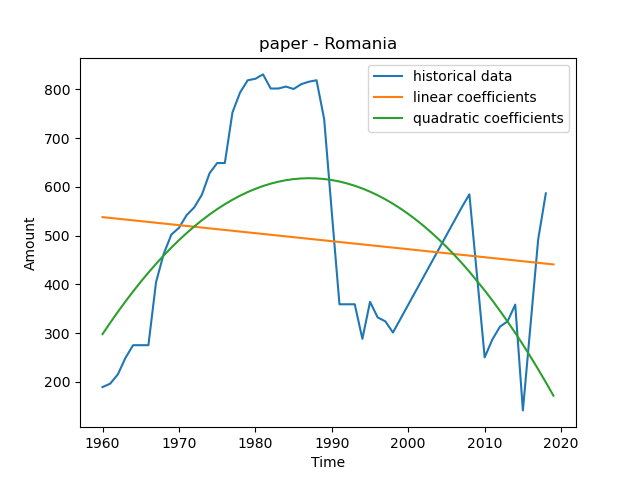 paper - Romania
historical data
linear coefficients
quadratic coefficients
Amount
800
700
600
500
400
300
200
1960 1970 1980 1990 2000 2010 2020
Time